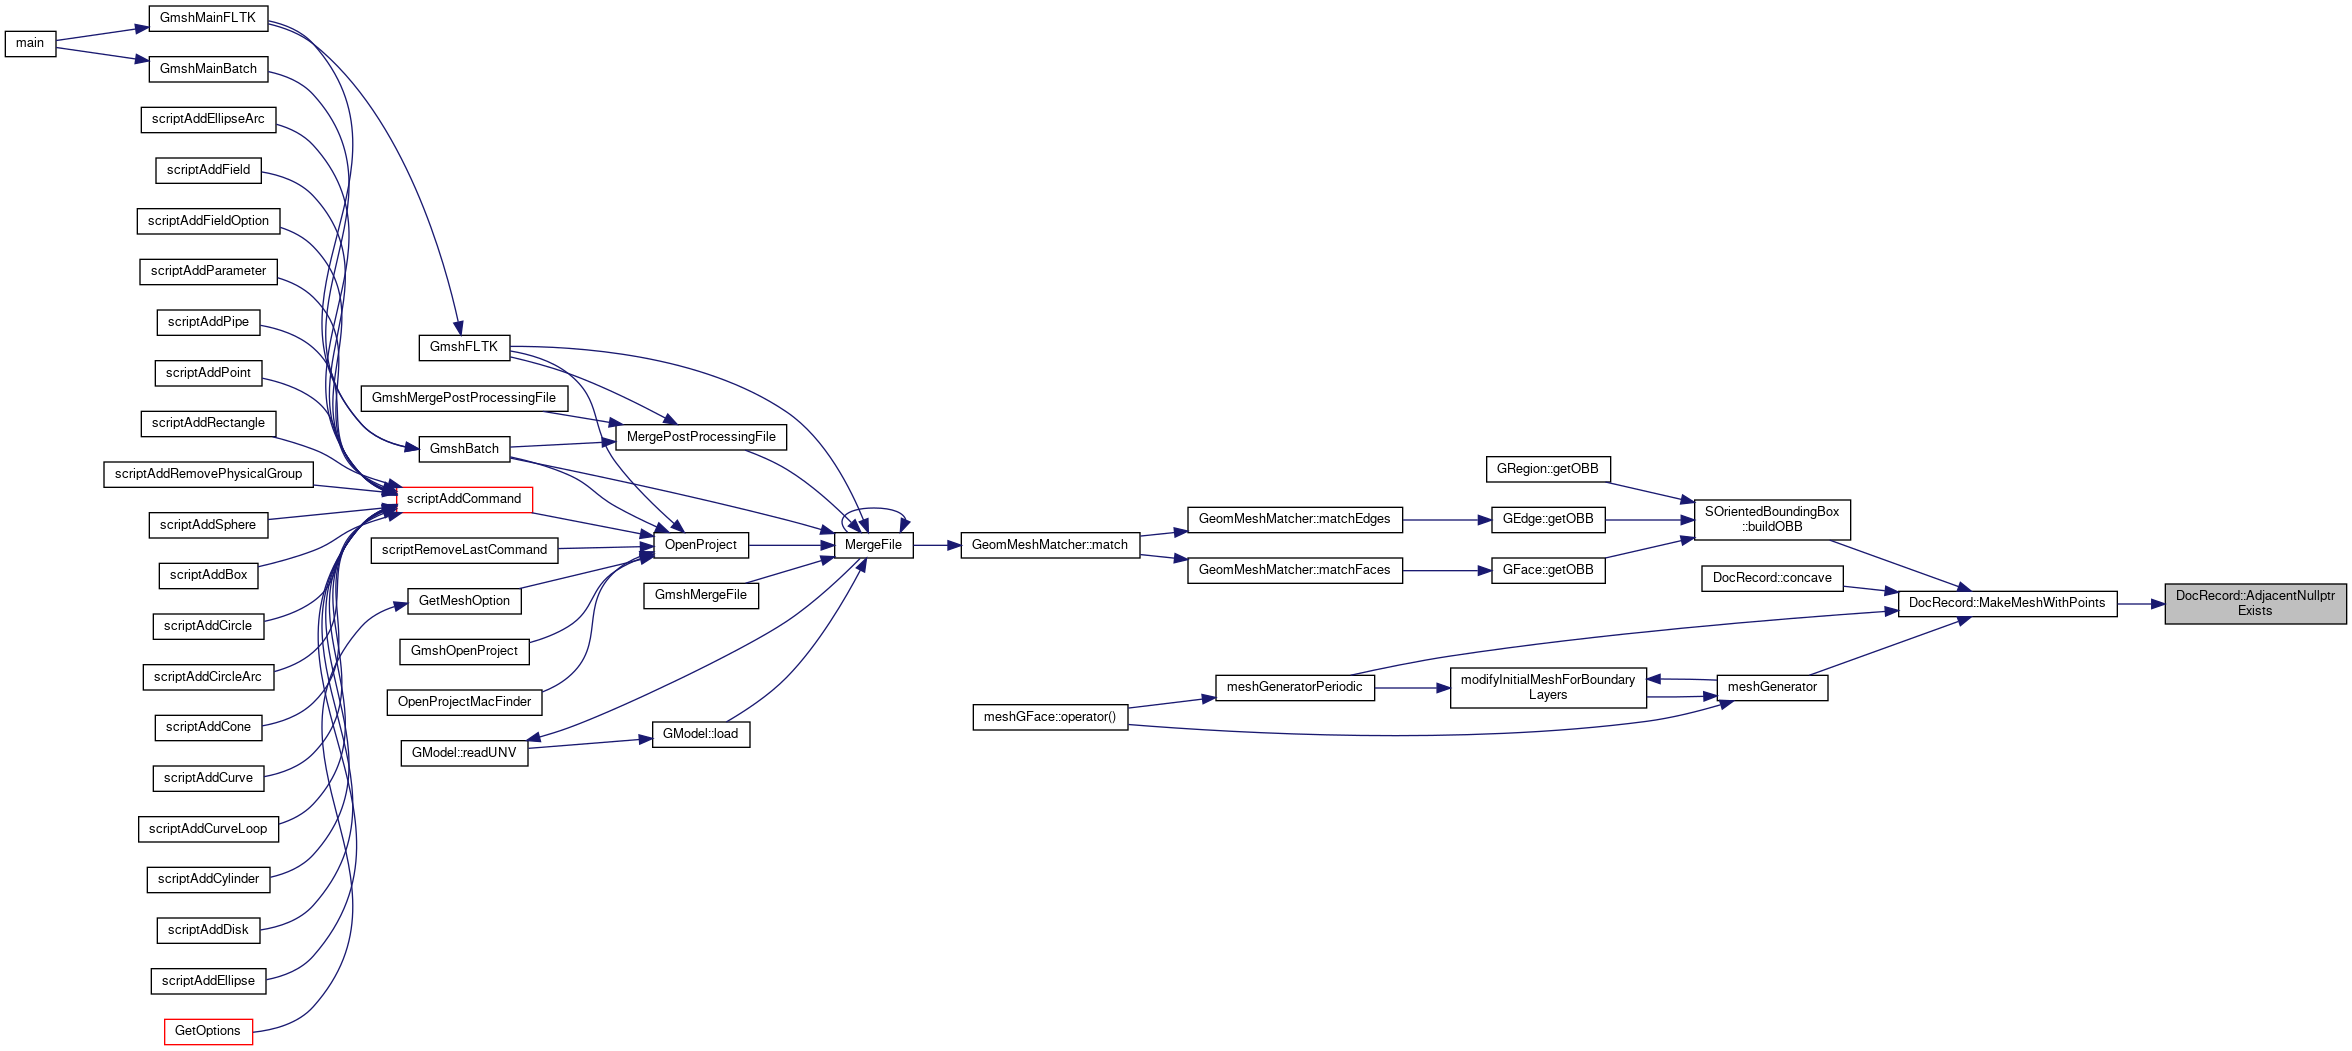 main
GmshMainFLTK
GmshMainBatch
scriptAddEllipseArc
scriptAddField
scriptAddFieldOption
scriptAddParameter
scriptAddPipe
scriptAddPoint
scriptAddRectangle
scriptAddRemovePhysicalGroup
scriptAddSphere
scriptAddBox
scriptAddCircle
scriptAddCircleArc
scriptAddCone
scriptAddCurve
scriptAddCurveLoop
scriptAddCylinder
scriptAddDisk
scriptAddEllipse
GetOptions
GmshFLTK
GmshMergePostProcessingFile
GmshBatch
scriptAddCommand
scriptRemoveLastCommand
GetMeshOption
GmshOpenProject
OpenProjectMacFinder
GModel::readUNV
MergePostProcessingFile
OpenProject
GmshMergeFile
GModel::load
MergeFile
GeomMeshMatcher::match
meshGFace::operator()
GeomMeshMatcher::matchEdges
GeomMeshMatcher::matchFaces
meshGeneratorPeriodic
GRegion::getOBB
GEdge::getOBB
GFace::getOBB
modifyInitialMeshForBoundary
Layers
SOrientedBoundingBox
::buildOBB
DocRecord::concave
meshGenerator
DocRecord::MakeMeshWithPoints
DocRecord::AdjacentNullptr
Exists